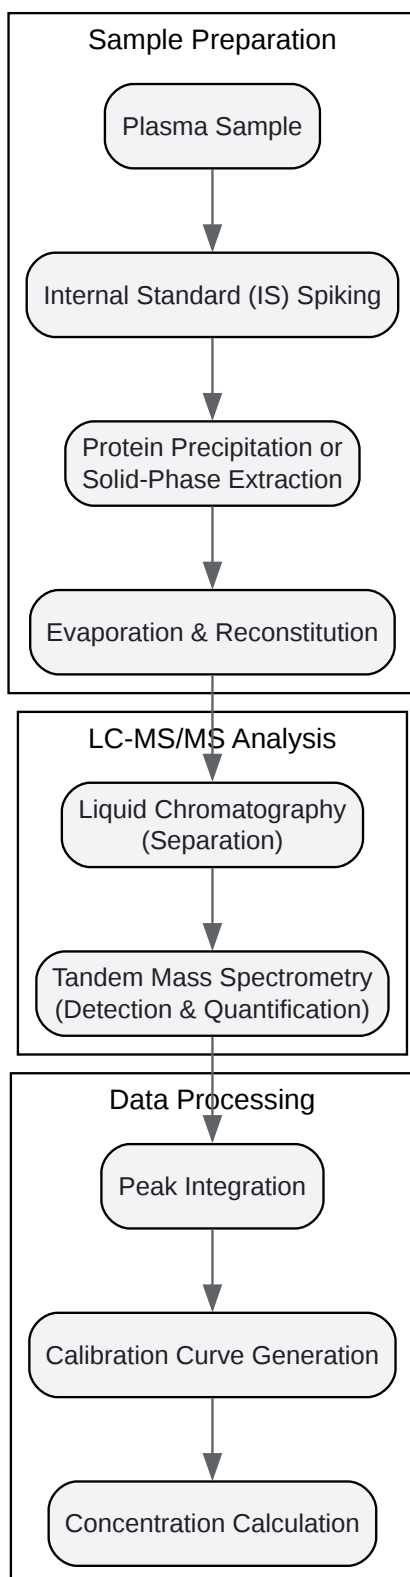 Sample Preparation
Plasma Sample
Internal Standard (IS) Spiking
Protein Precipitation or
Solid-Phase Extraction
Evaporation & Reconstitution
LC-MS/MS Analysis
Liquid Chromatography
(Separation)
Tandem Mass Spectrometry
(Detection & Quantification)
Data Processing
Peak Integration
Calibration Curve Generation
Concentration Calculation